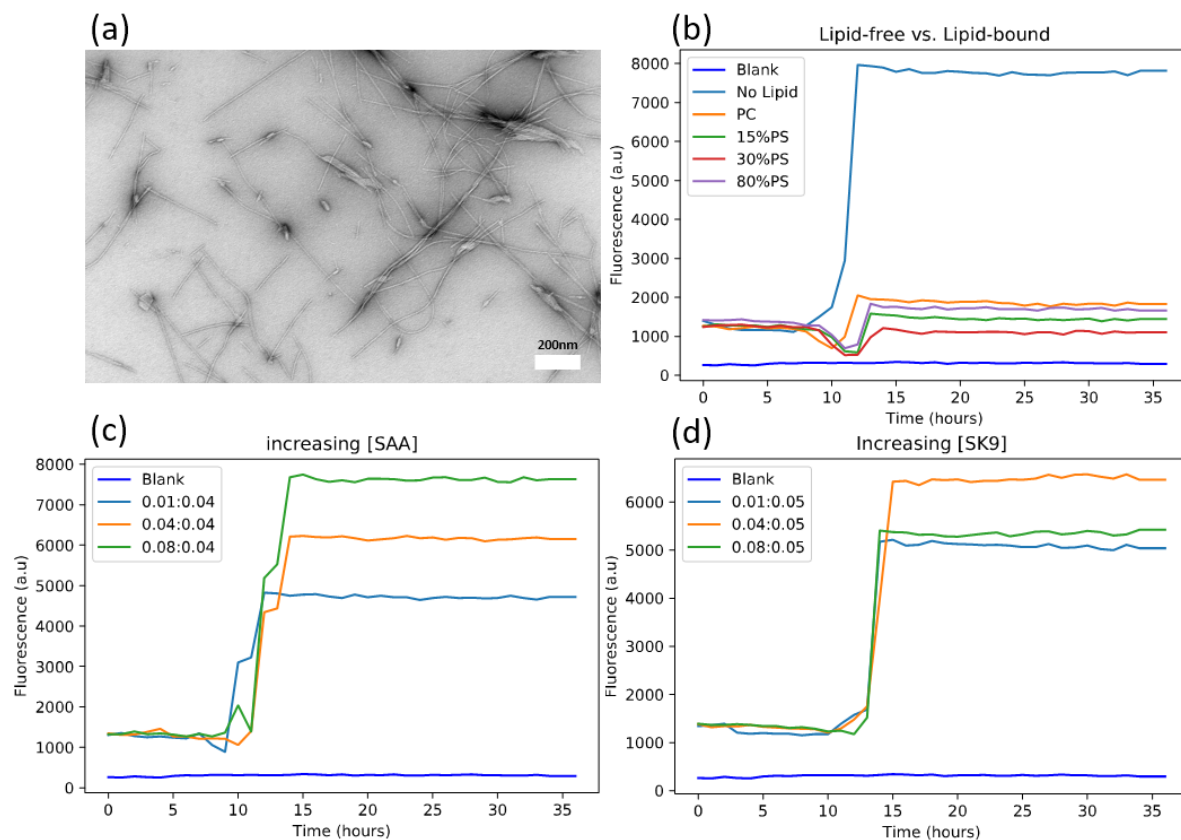 (a)
200nm
(b)
Lipid-free vs. Lipid-bound
Fluorescence (a.u)
8000
7000
6000
5000
4000
3000
2000
1000
0
Blank
No Lipid
PC
15%PS
30%PS
80%PS
0 5 10 15 20 25 30 35
Time (hours)
(c)
increasing [SAA]
Fluorescence (a.u)
8000
7000
6000
5000
4000
3000
2000
1000
0
Blank
0.01:0.04
0.04:0.04
0.08:0.04
0 5 10 15 20 25 30 35
Time (hours)
(d)
Increasing [SK9]
Fluorescence (a.u)
6000
5000
4000
3000
2000
1000
0
Blank
0.01:0.05
0.04:0.05
0.08:0.05
0 5 10 15 20 25 30 35
Time (hours)